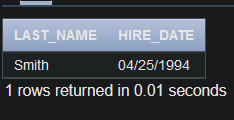 LAST_NAME HIRE_DATE
Smith 04/25/1994
1 rows returned in 0.01 seconds